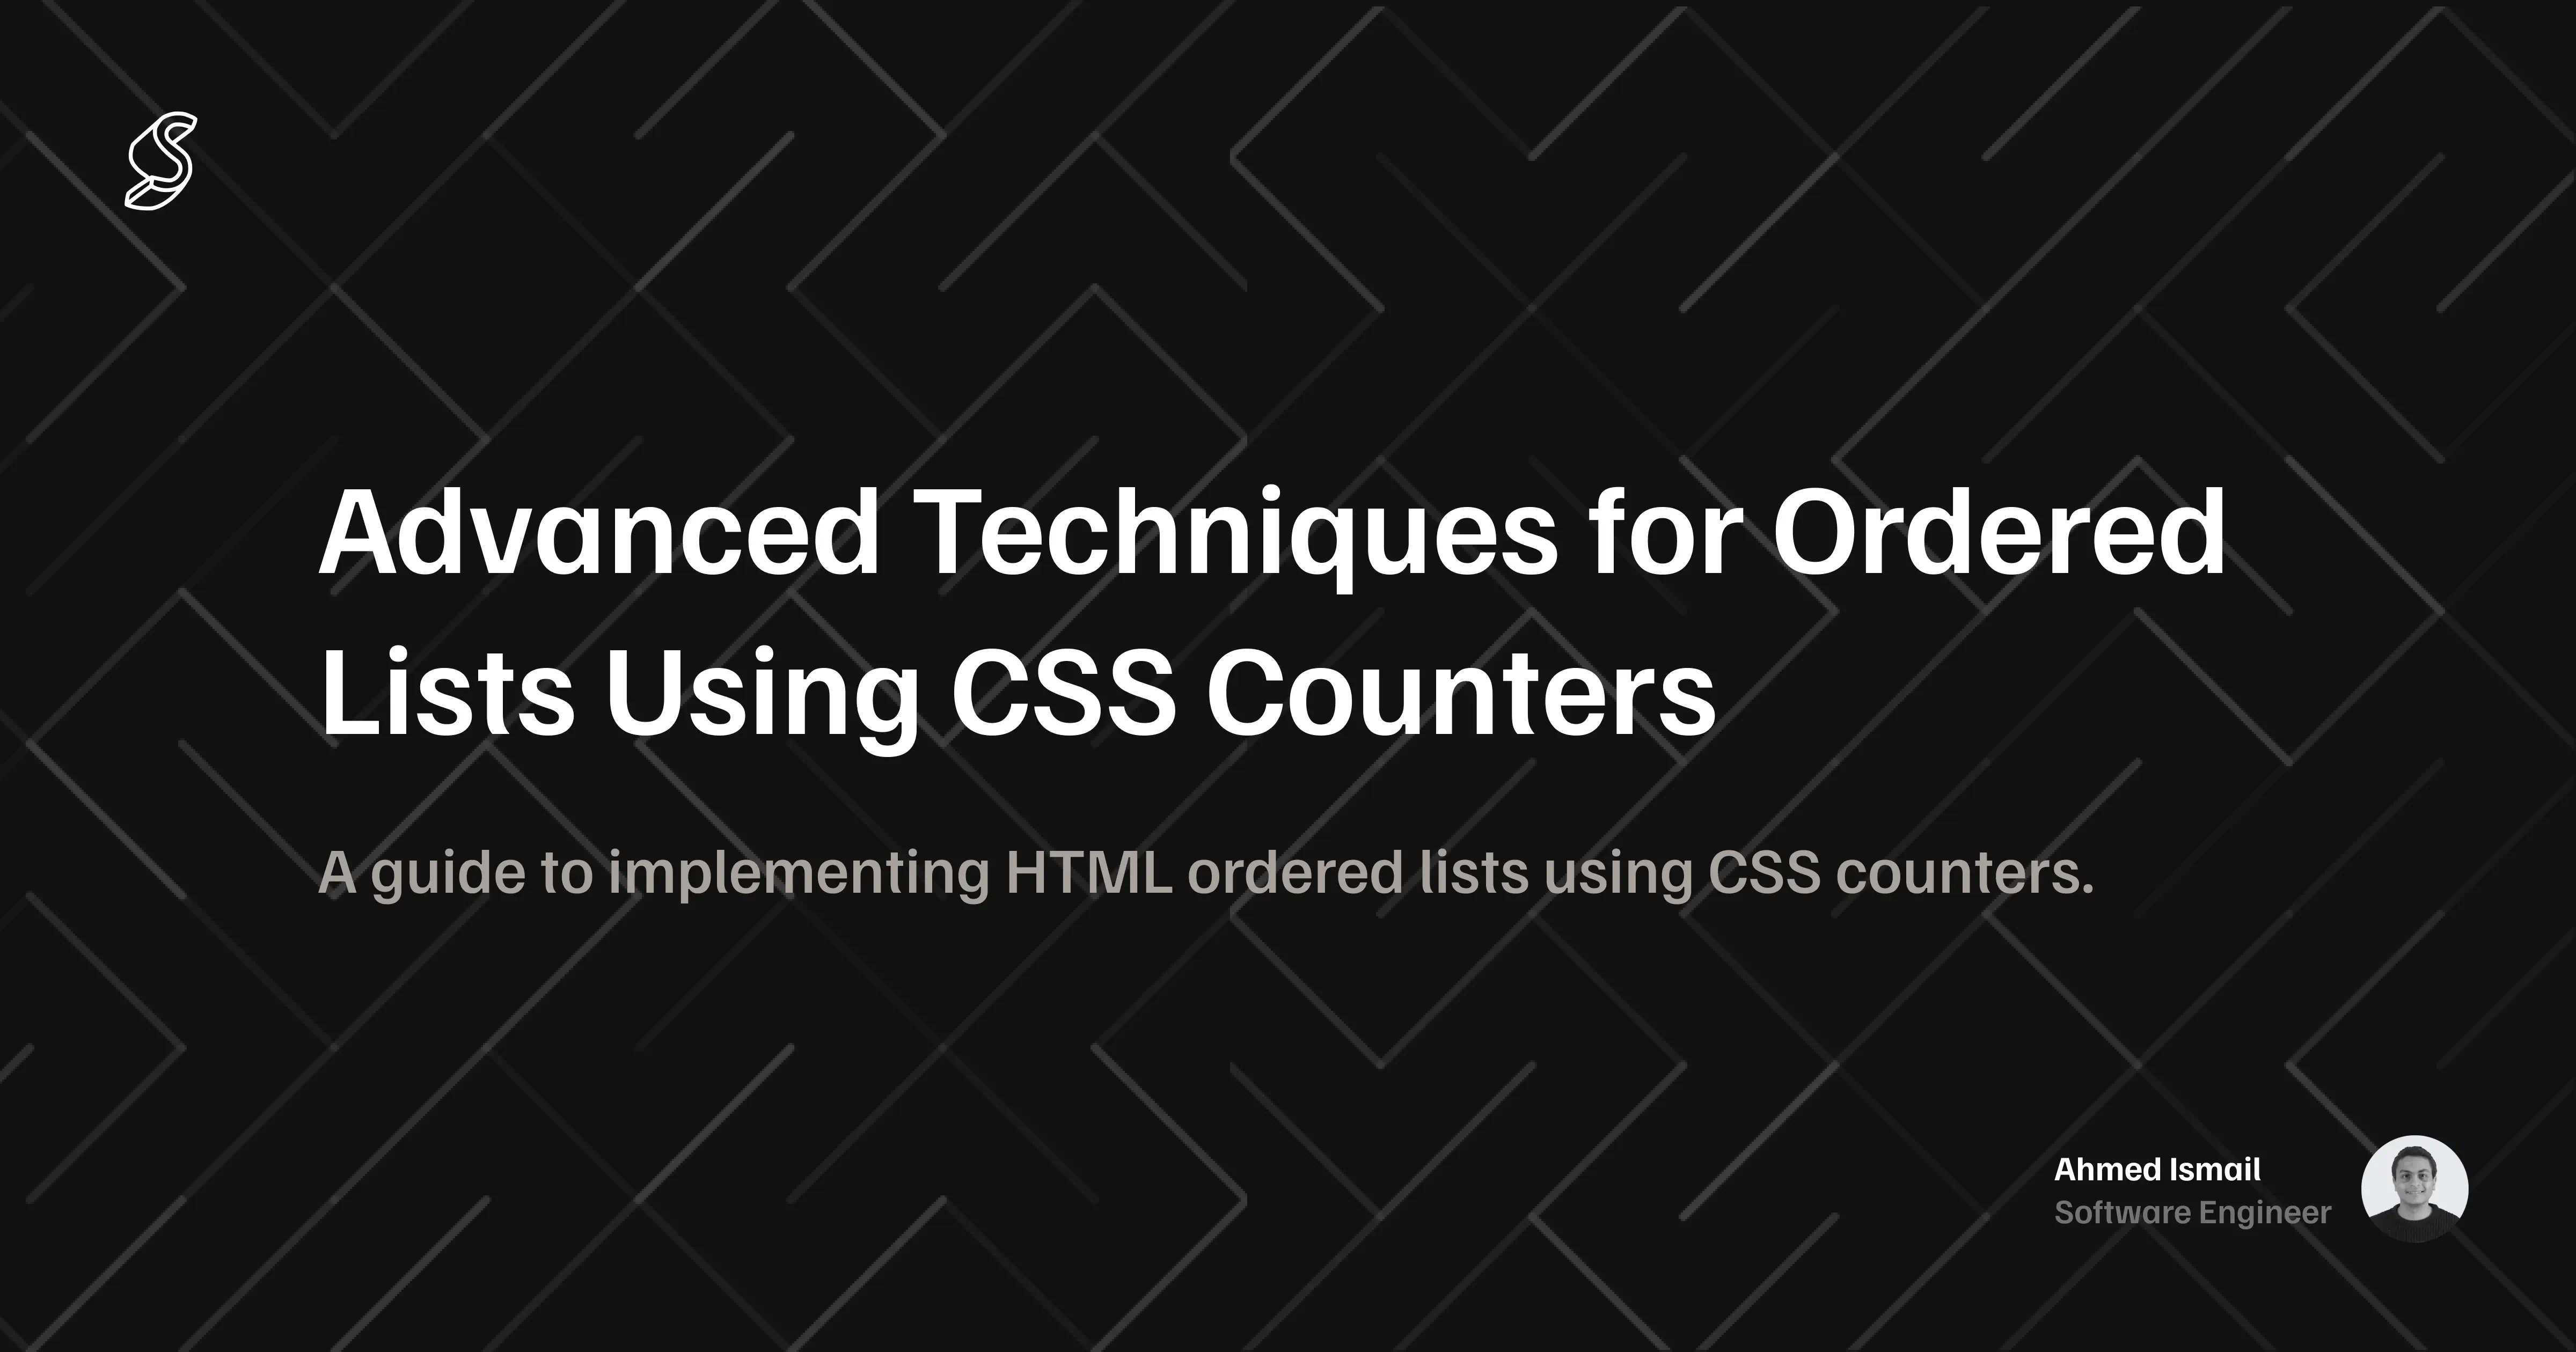 Advanced Techniques for Ordered
Lists Using CSS Counters
A guide to implementing HTML ordered lists using CSS counters.
Ahmed Ismail
Software Engineer